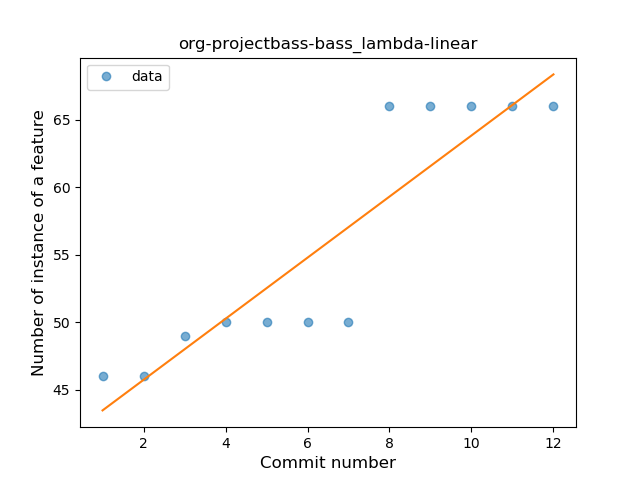 org-projectbass-bass_lambda-linear
data
Number of instance of a feature
65
60
55
50
45
2
4
6
8
10
12
Commit number